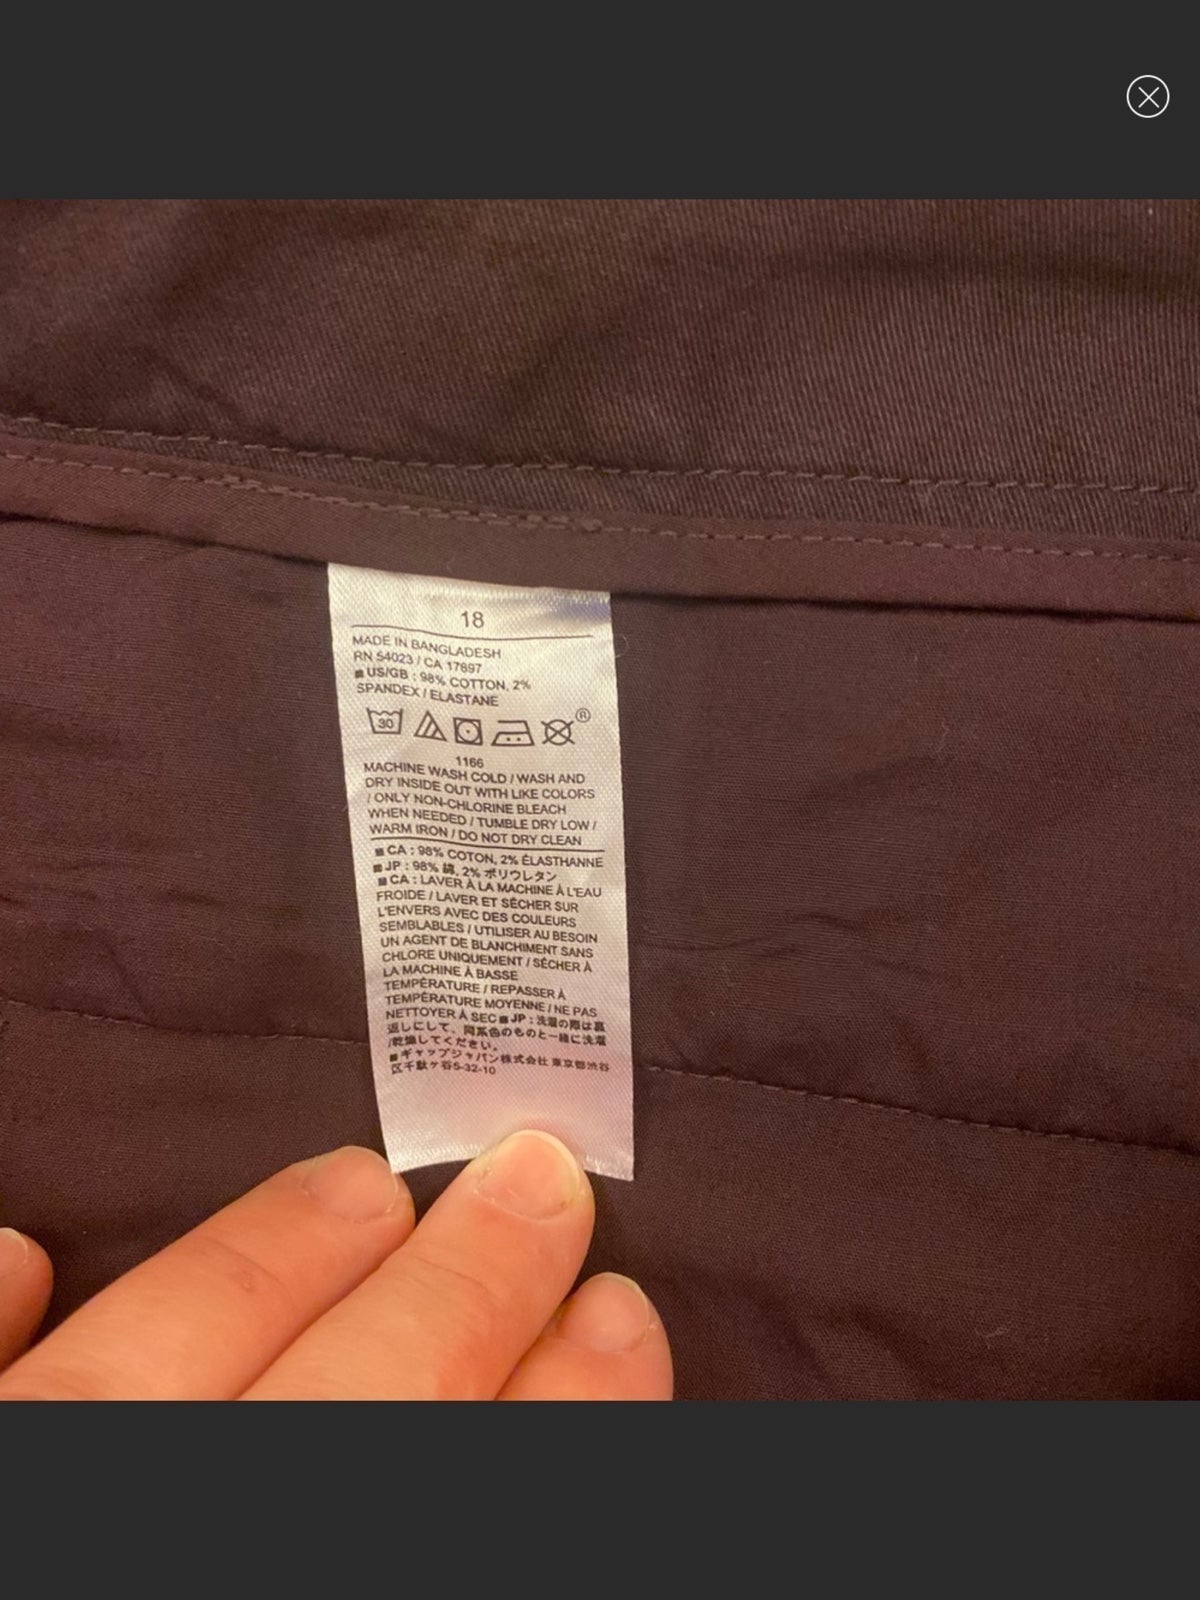 18
MADE IN BANGLADESH
RN 54023 / CA 17897
■ US/GB : 98% COTTON, 2%
SPANDEX / ELASTANE
30
®
1166
MACHINE WASH COLD / WASH AND
DRY INSIDE OUT WITH LIKE COLORS
/ ONLY NON-CHLORINE BLEACH
WHEN NEEDED / TUMBLE DRY LOW /
WARM IRON / DO NOT DRY CLEAN
■ CA : 98% COTON, 2% ÉLASTHANNE
■ JP : 98% 綿, 2% ポリウレタン
■ CA : LAVER À LA MACHINE À L'EAU
FROIDE / LAVER ET SÉCHER SUR
L'ENVERS AVEC DES COULEURS
SEMBLABLES / UTILISER AU BESOIN
UN AGENT DE BLANCHIMENT SANS
CHLORE UNIQUEMENT / SÉCHER À
LA MACHINE À BASSE
TEMPÉRATURE / REPASSER À
TEMPÉRATURE MOYENNE / NE PAS
NETTOYER À SEC ■ JP : 洗濯の際は裏
返しにして、同系色のものと一緒に洗濯
/乾燥してください。
■ ギャップジャパン株式会社 東京都渋谷
区千駄ヶ谷5-32-10